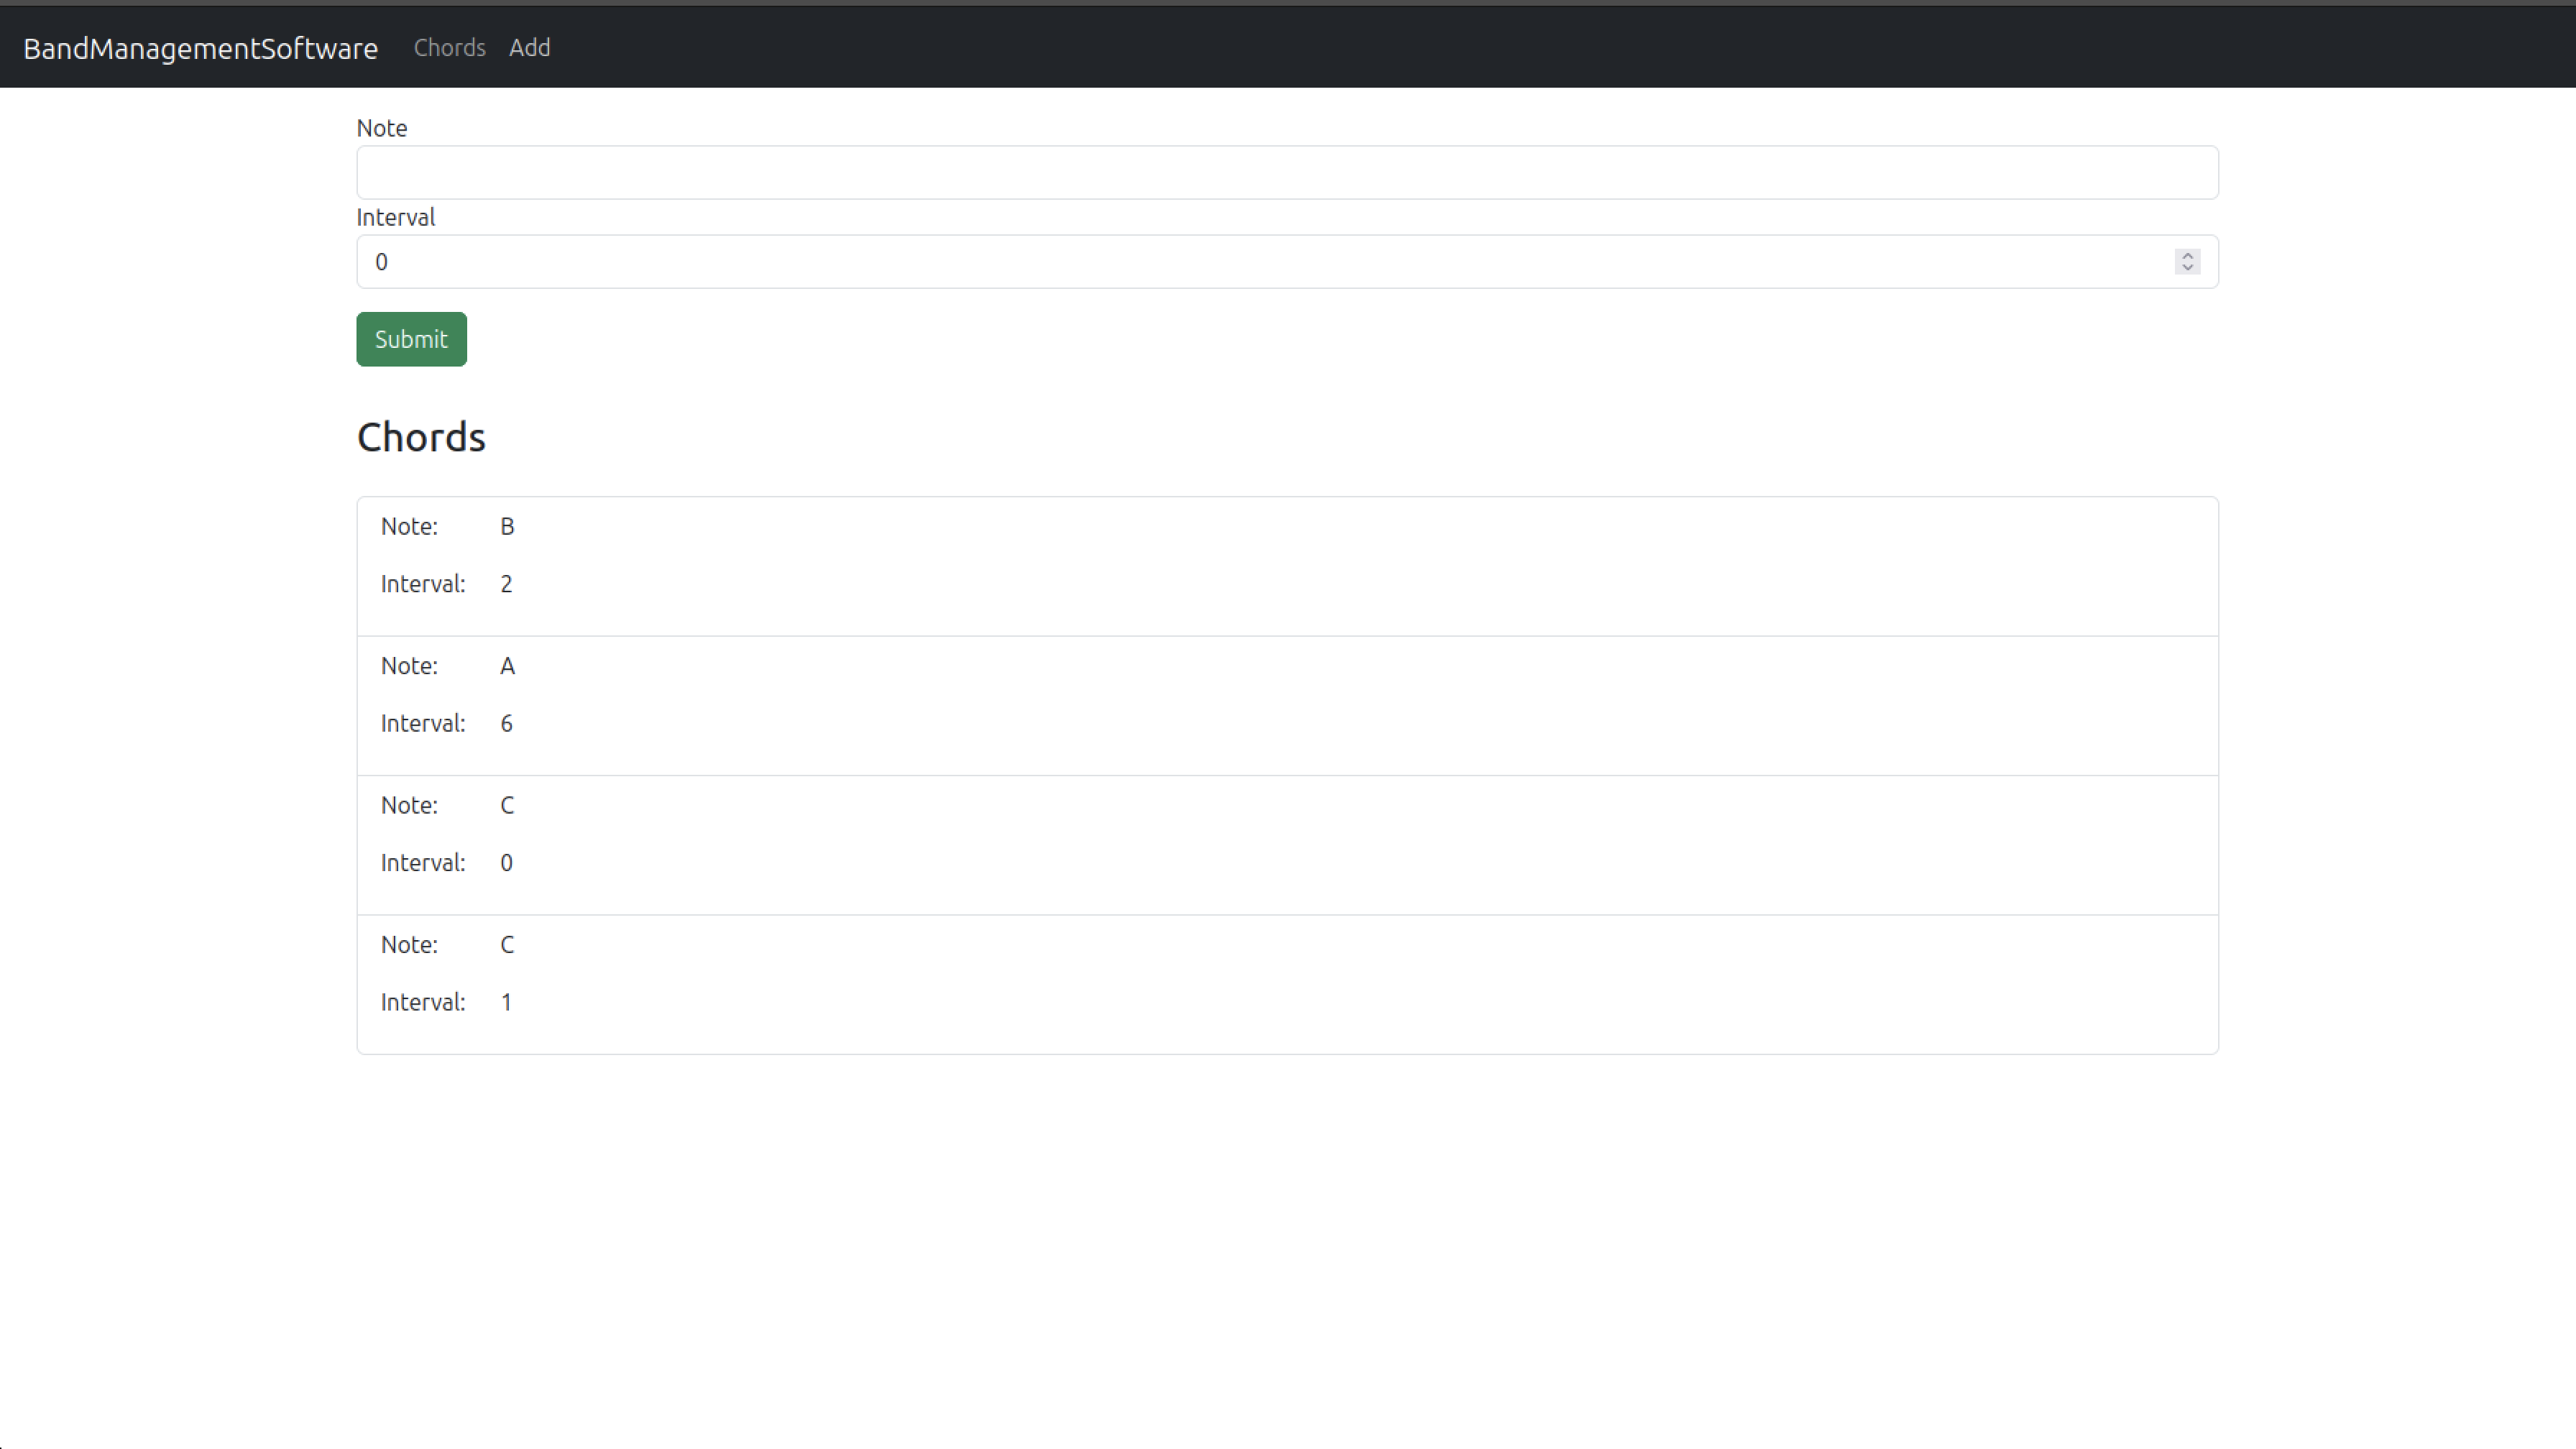 BandManagementSoftware Chords Add
Note
Interval
0
Submit
Chords
Note: B
Interval: 2
Note: A
Interval: 6
Note: C
Interval: 0
Note: C
Interval: 1